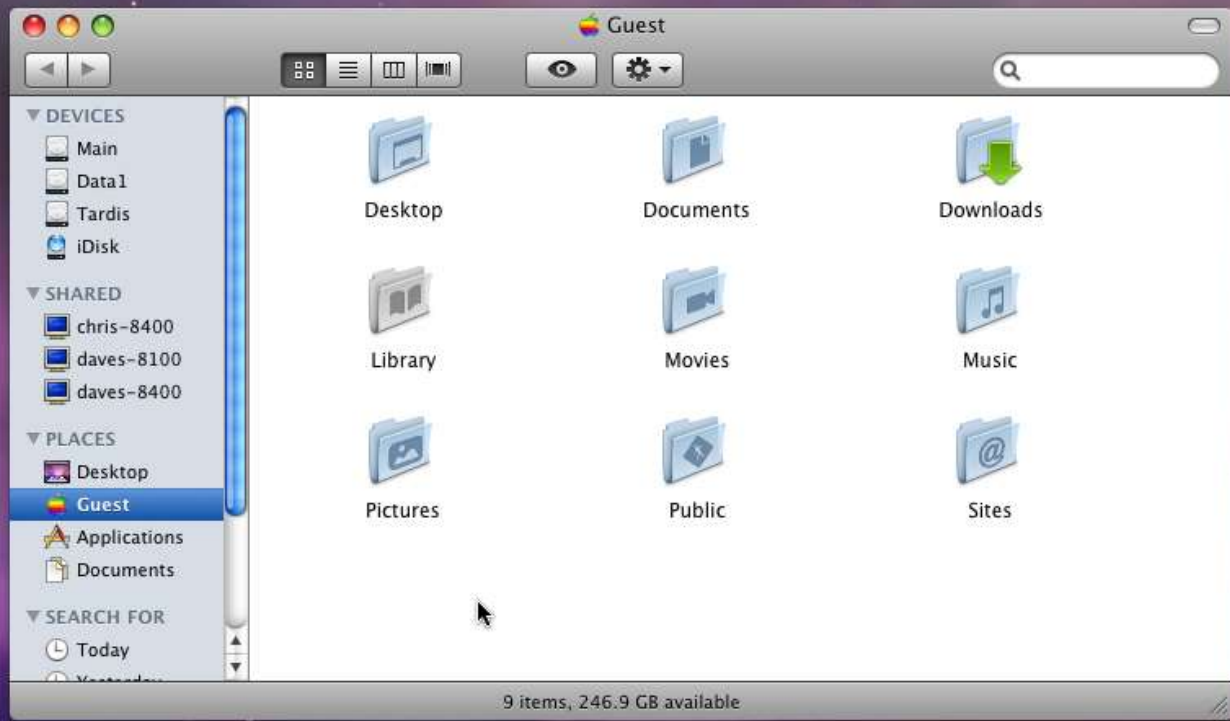 Guest
DEVICES
Main
Data1
Tardis
iDisk
SHARED
chris-8400
daves-8100
daves-8400
PLACES
Desktop
Guest
Applications
Documents
SEARCH FOR
Today
Desktop
Documents
Downloads
Library
Movies
Music
Pictures
Public
Sites
9 items, 246.9 GB available